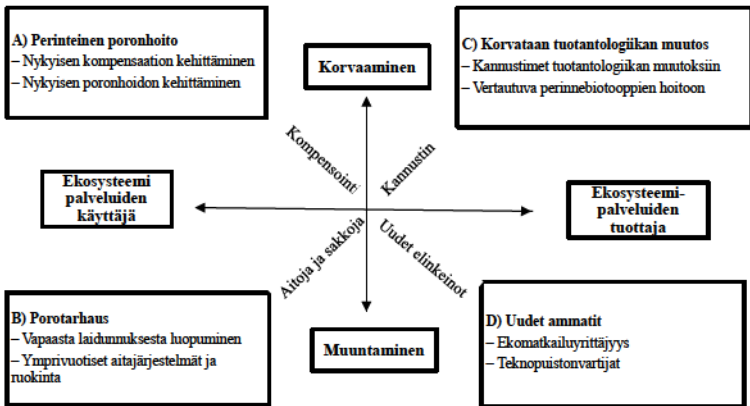 A) Perinteinen poronhoito
– Nykyisen kompensaation kehittäminen
– Nykyisen poronhoidon kehittäminen
Korvaaminen
C) Korvataan tuotantologiikan muutos
– Kannustimet tuotantologiikan muutoksiin
– Vertautuva perinnebiotooppien hoitoon
Kompensointi
Kannustin
Ekosysteemi
palveluiden
käyttäjä
Ekosysteemi-
palveluiden
tuottaja
Aitoja ja sakkoja
Uudet elinkeinot
B) Porotarhaus
– Vapaasta laidunnuksesta luopuminen
– Ymprivuotiset aitajärjestelmät ja
ruokinta
Muuntaminen
D) Uudet ammatit
– Ekomatkailuyrittäjyys
– Teknopuistonvartijat